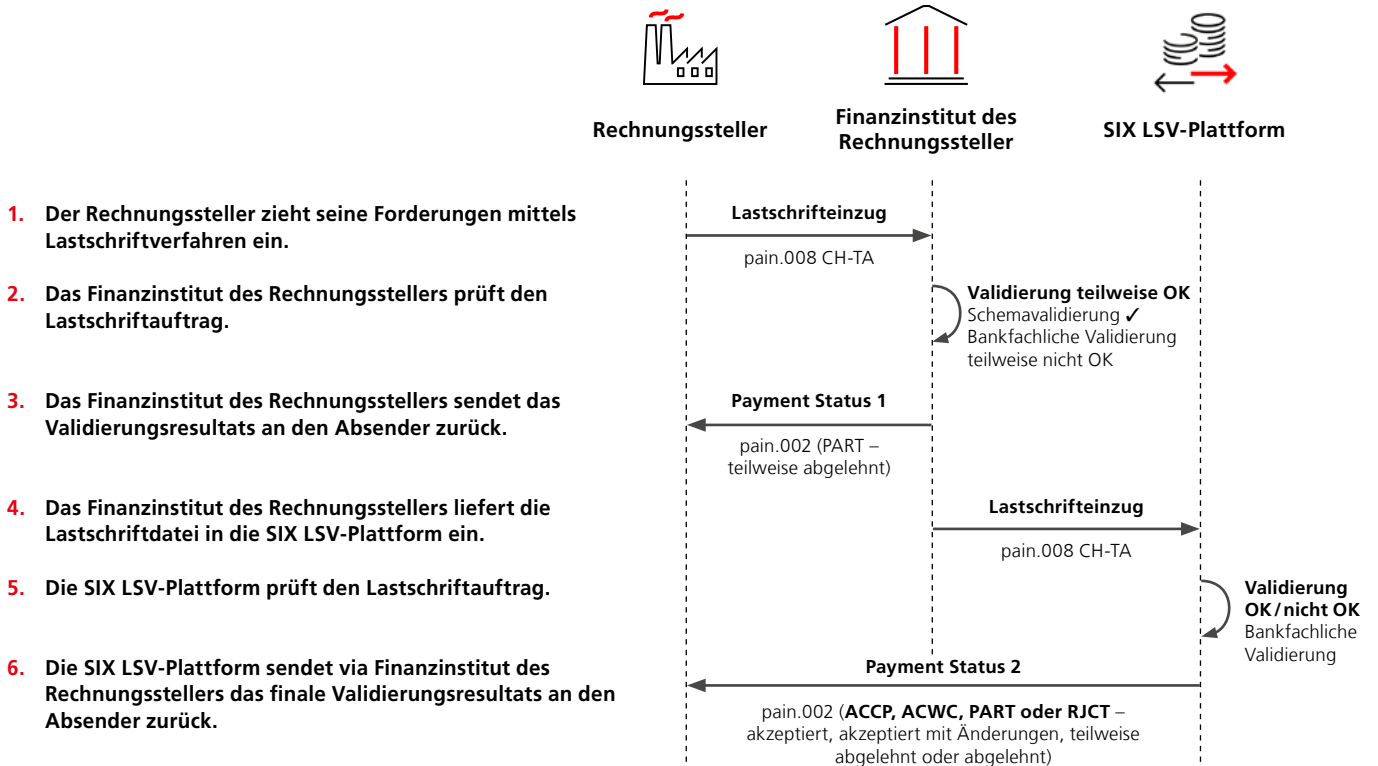 Rechnungssteller
Finanzinstitut des
Rechnungssteller
SIX LSV-Plattform
1. Der Rechnungssteller zieht seine Forderungen mittels
Lastschriftverfahren ein.
Lastschrifteinzug
pain.008 CH-TA
2. Das Finanzinstitut des Rechnungsstellers prüft den
Lastschriftauftrag.
Validierung teilweise OK
Schemavalidierung ✓
Bankfachliche Validierung
teilweise nicht OK
3. Das Finanzinstitut des Rechnungsstellers sendet das
Validierungsresultats an den Absender zurück.
Payment Status 1
pain.002 (PART –
teilweise abgelehnt)
4. Das Finanzinstitut des Rechnungsstellers liefert die
Lastschriftdatei in die SIX LSV-Plattform ein.
Lastschrifteinzug
pain.008 CH-TA
5. Die SIX LSV-Plattform prüft den Lastschriftauftrag.
Validierung
OK/nicht OK
Bankfachliche
Validierung
6. Die SIX LSV-Plattform sendet via Finanzinstitut des
Rechnungsstellers das finale Validierungsresultats an den
Absender zurück.
Payment Status 2
pain.002 (ACCP, ACWC, PART oder RJCT –
akzeptiert, akzeptiert mit Änderungen, teilweise
abgelehnt oder abgelehnt)